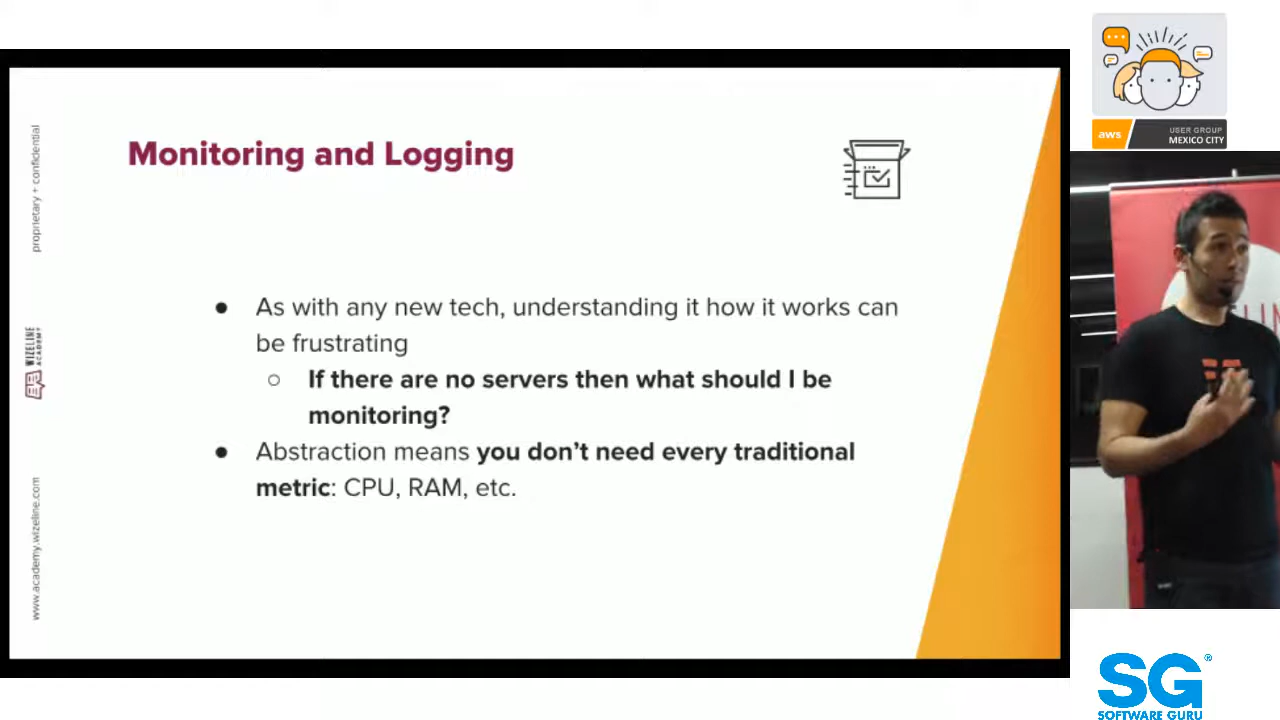 Monitoring and Logging
● As with any new tech, understanding it how it works can
be frustrating
○ If there are no servers then what should I be
monitoring?
● Abstraction means you don’t need every traditional
metric: CPU, RAM, etc.
proprietary + confidential
WIZELINE
ACADEMY
www.academy.wizeline.com
aws
USER GROUP
MEXICO CITY
SG®
SOFTWARE GURU